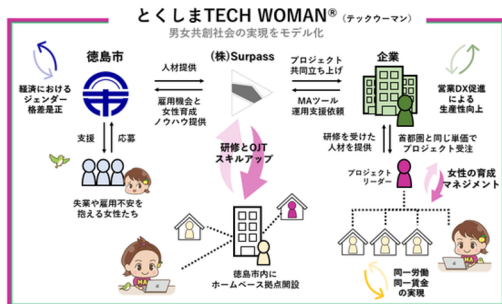 とくしまTECH WOMAN®（テックウーマン）
男女共創社会の実現をモデル化
徳島市
人材提供
雇用機会と
女性育成
ノウハウ提供
(株)Surpass
プロジェクト
共同立ち上げ
MAツール
運用支援依頼
企業
経済における
ジェンダー
格差是正
営業DX促進
による
生産性向上
支援
応募
研修とOJT
スキルアップ
研修を受けた
人材を提供
首都圏と同じ単価で
プロジェクト受注
失業や雇用不安を
抱える女性たち
プロジェクト
リーダー
女性の育成
マネジメント
徳島市内に
ホームベース拠点開設
同一労働
同一賃金
の実現
MA
MA